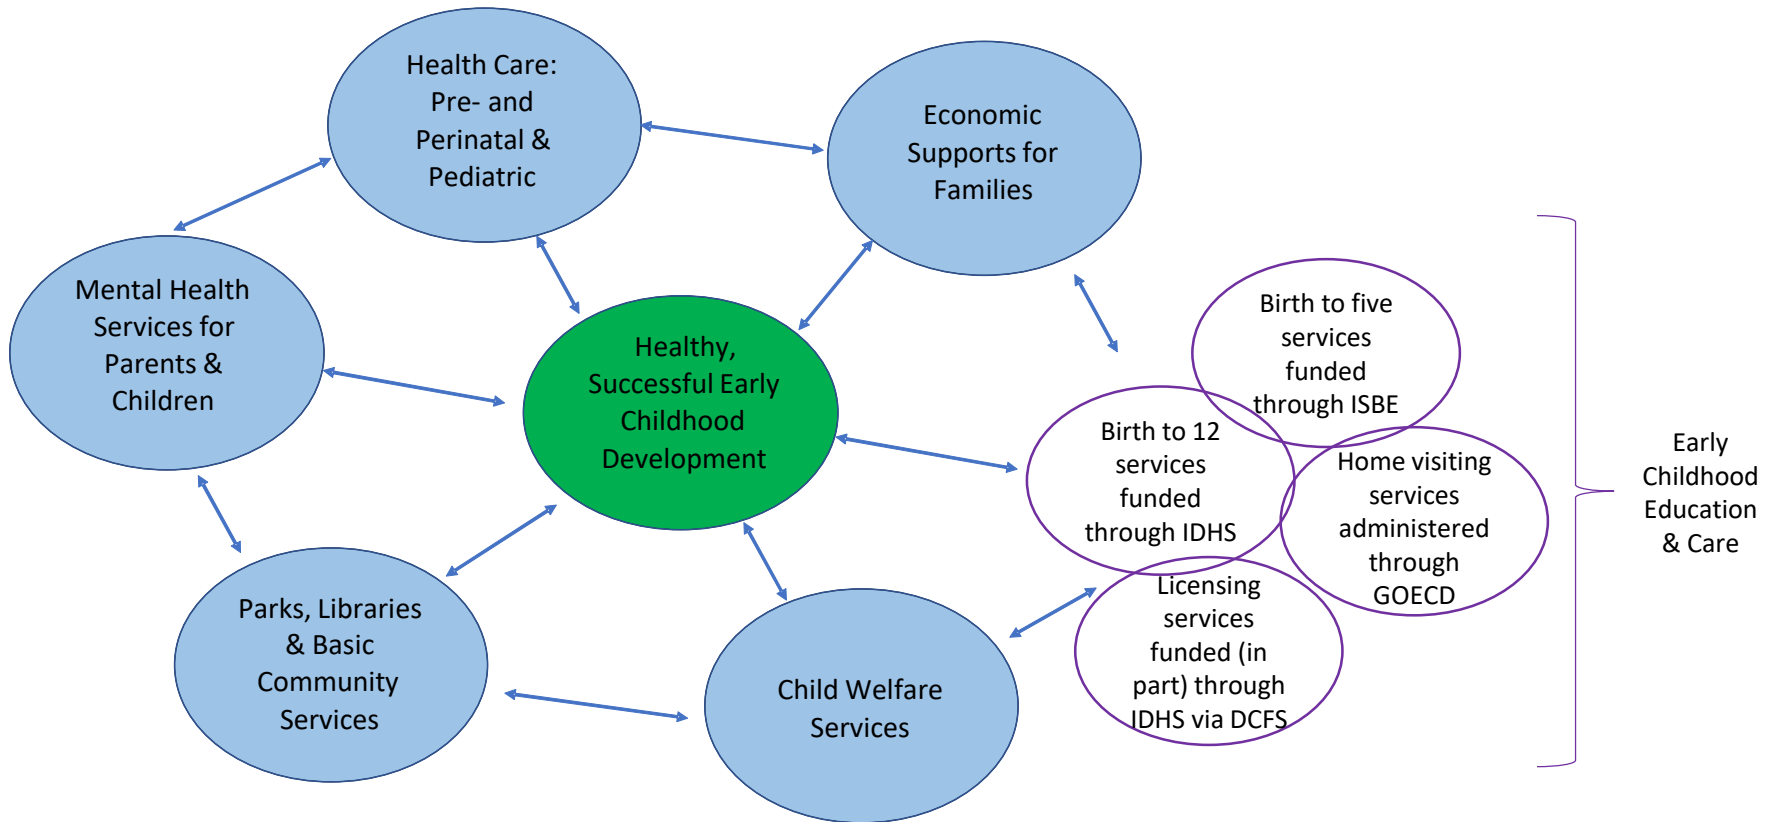 Health Care:
Pre- and
Perinatal &
Pediatric
Economic
Supports for
Families
Mental Health
Services for
Parents &
Children
Healthy,
Successful Early
Childhood
Development
Birth to five
services
funded
through ISBE
Birth to 12
services
funded
through IDHS
Home visiting
services
administered
through
GOECD
Early
Childhood
Education
& Care
Parks, Libraries
& Basic
Community
Services
Child Welfare
Services
Licensing
services
funded (in
part) through
IDHS via DCFS